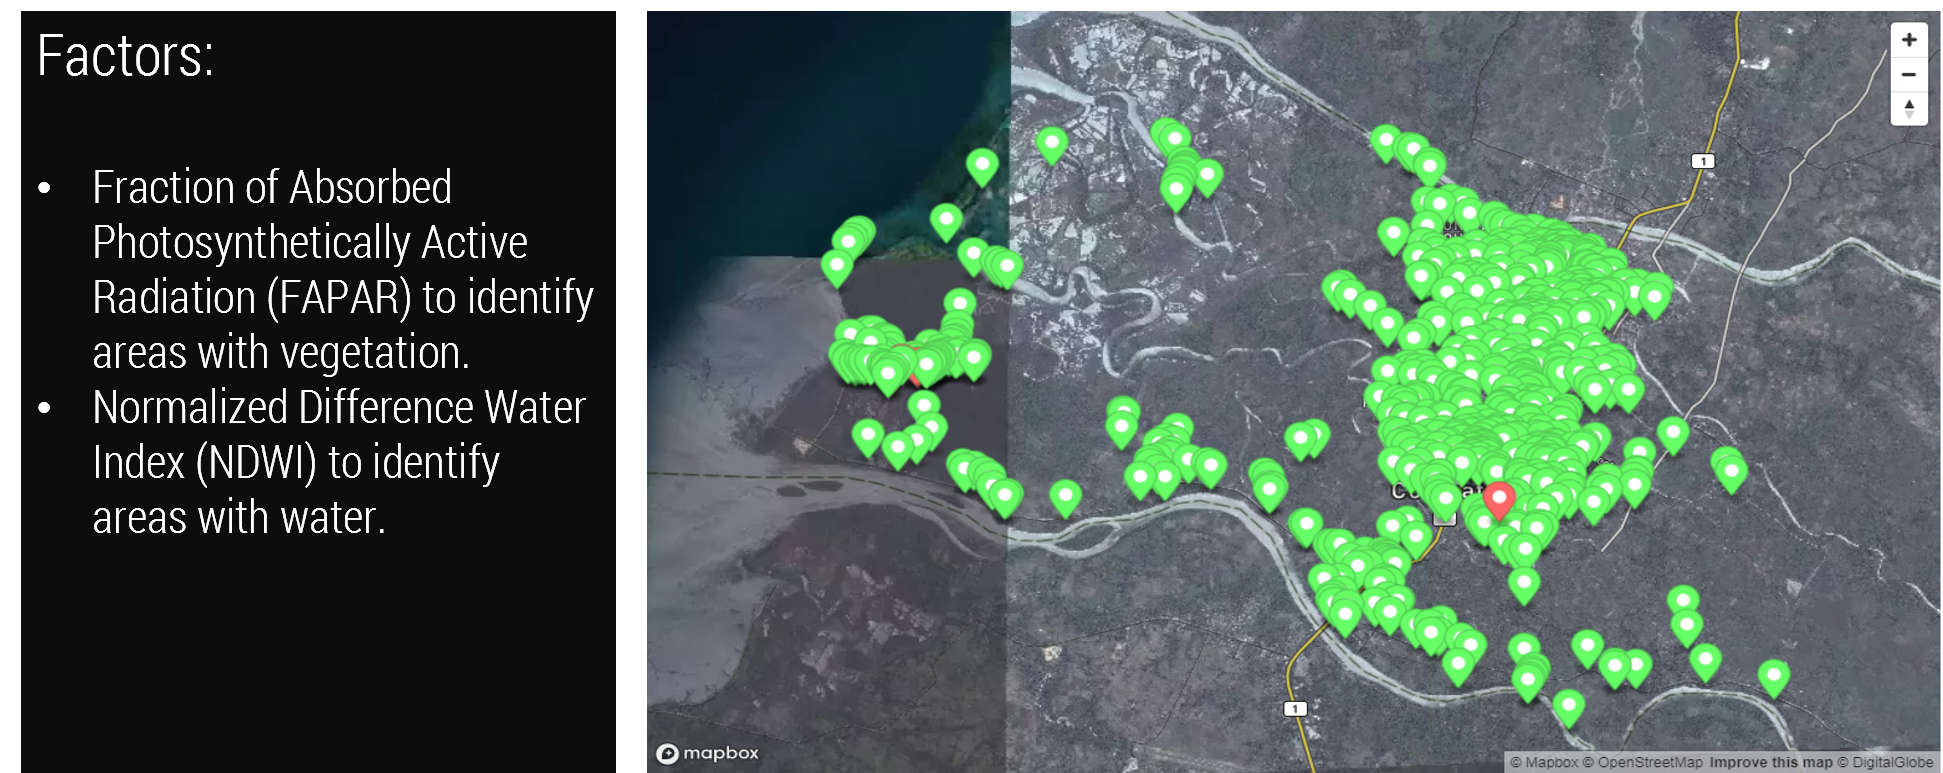 Factors:
• Fraction of Absorbed
Photosynthetically Active
Radiation (FAPAR) to identify
areas with vegetation.
• Normalized Difference Water
Index (NDWI) to identify
areas with water.
1
1
mapbox
© Mapbox © OpenStreetMap Improve this map © DigitalGlobe